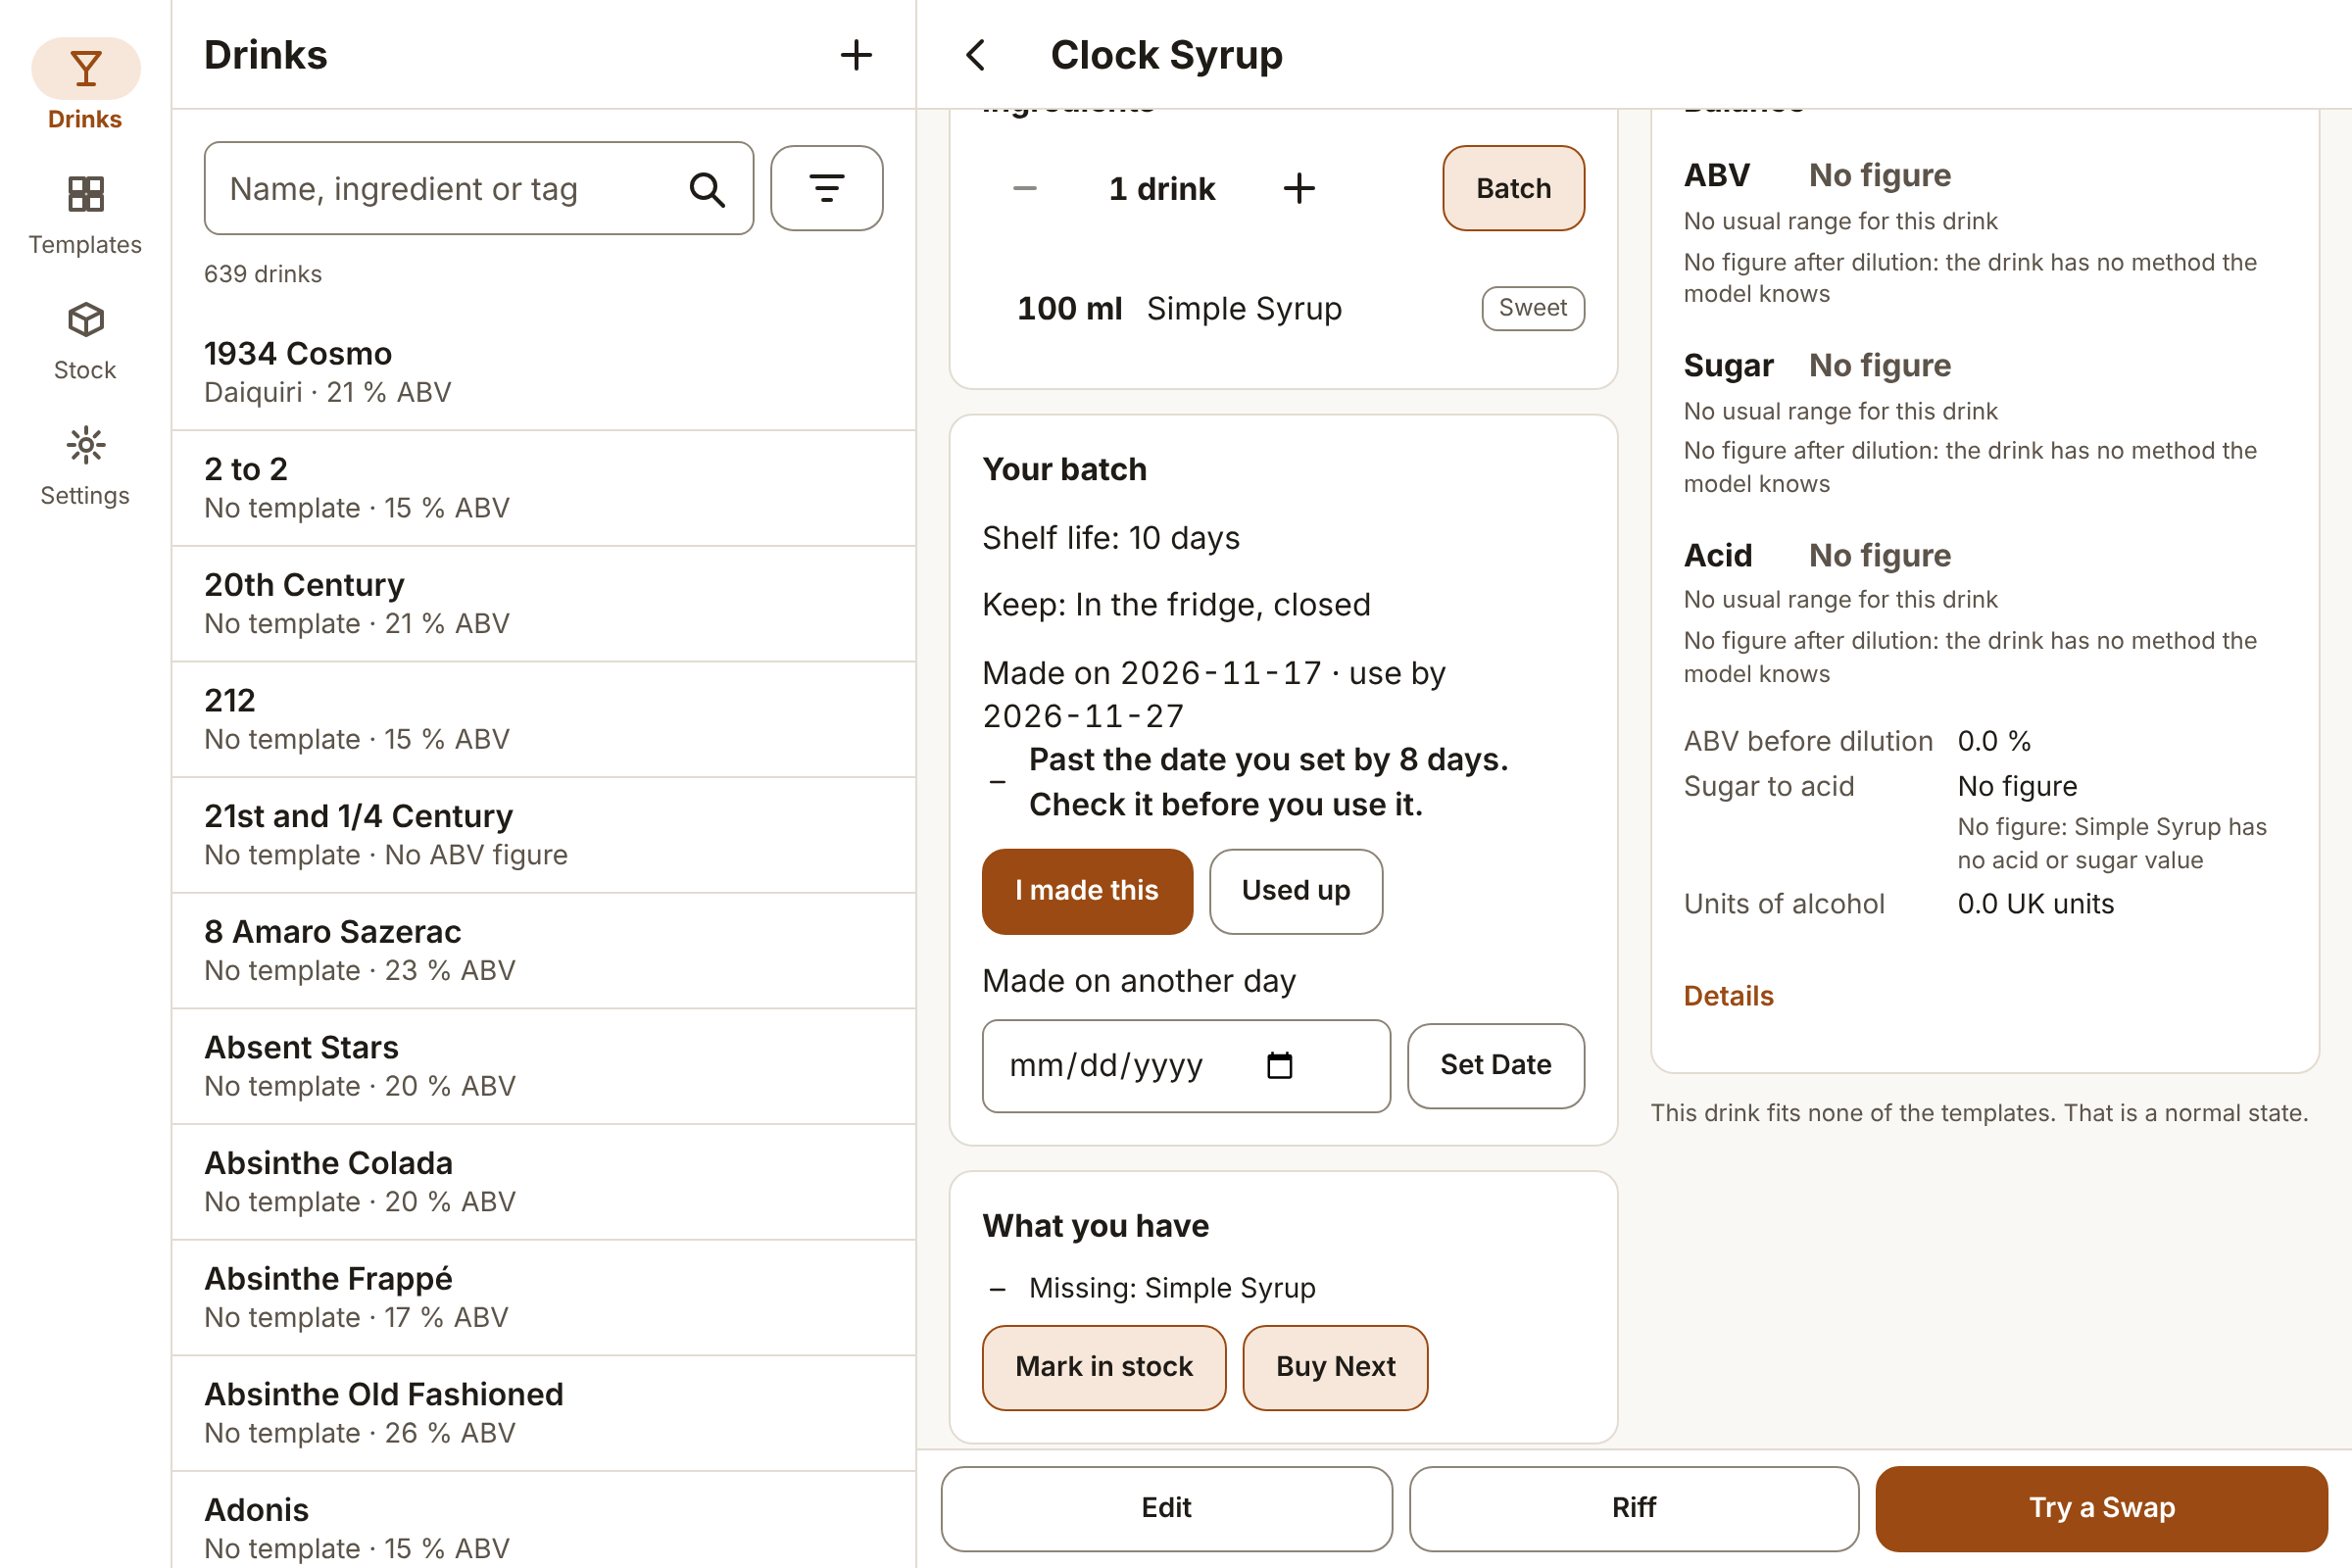 Drinks
Templates
Stock
Settings
Drinks
Name, ingredient or tag
639 drinks
1934 Cosmo
Daiquiri · 21 % ABV
2 to 2
No template · 15 % ABV
20th Century
No template · 21 % ABV
212
No template · 15 % ABV
21st and 1/4 Century
No template · No ABV figure
8 Amaro Sazerac
No template · 23 % ABV
Absent Stars
No template · 20 % ABV
Absinthe Colada
No template · 20 % ABV
Absinthe Frappé
No template · 17 % ABV
Absinthe Old Fashioned
No template · 26 % ABV
Adonis
No template · 15 % ABV
Clock Syrup
Ingredients
1 drink
Batch
100 ml Simple Syrup
Sweet
Your batch
Shelf life: 10 days
Keep: In the fridge, closed
Made on 2026-11-17 · use by
2026-11-27
– Past the date you set by 8 days.
Check it before you use it.
I made this
Used up
Made on another day
mm/dd/yyyy
Set Date
What you have
– Missing: Simple Syrup
Mark in stock
Buy Next
Balance
ABV No figure
No usual range for this drink
No figure after dilution: the drink has no method the
model knows
Sugar No figure
No usual range for this drink
No figure after dilution: the drink has no method the
model knows
Acid No figure
No usual range for this drink
No figure after dilution: the drink has no method the
model knows
ABV before dilution 0.0 %
Sugar to acid No figure
No figure: Simple Syrup has
no acid or sugar value
Units of alcohol 0.0 UK units
Details
This drink fits none of the templates. That is a normal state.
Edit
Riff
Try a Swap